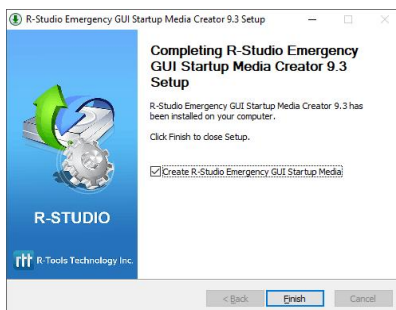 R-Studio Emergency GUI Startup Media Creator 9.3 Setup
Completing R-Studio Emergency
GUI Startup Media Creator 9.3
Setup
R-Studio Emergency GUI Startup Media Creator 9.3 has
been installed on your computer.
Click Finish to close Setup.
Create R-Studio Emergency GUI Startup Media
R-STUDIO
rtt R-Tools Technology Inc.
< Back Finish Cancel